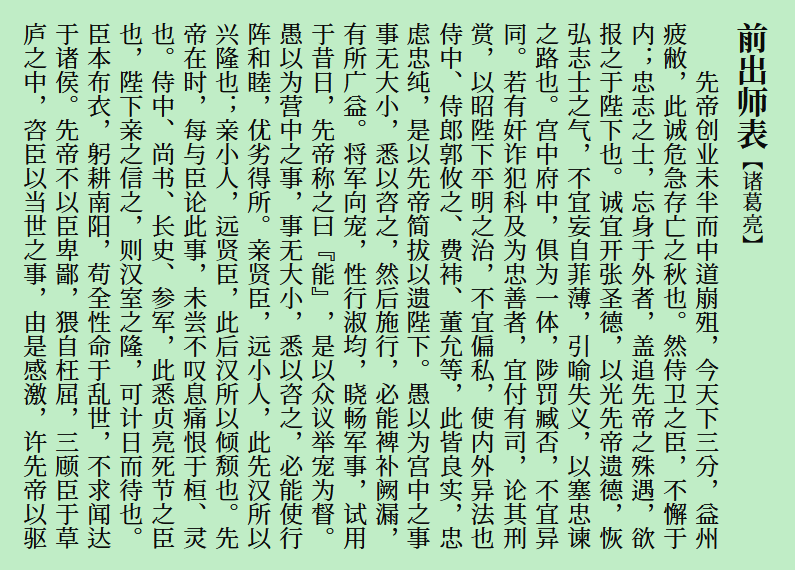 前出师表【诸葛亮】
先帝创业未半而中道崩殂，今天下三分，益州
疲敝，此诚危急存亡之秋也。然侍卫之臣，不懈于
内；忠志之士，忘身于外者，盖追先帝之殊遇，欲
报之于陛下也。诚宜开张圣德，以光先帝遗德，恢
弘志士之气，不宜妄自菲薄，引喻失义，以塞忠谏
之路也。宫中府中，俱为一体，陟罚臧否，不宜异
同。若有奸诈犯科及为忠善者，宜付有司，论其刑
赏，以昭陛下平明之治，不宜偏私，使内外异法也
侍中、侍郎郭攸之、费祎、董允等，此皆良实，忠
虑忠纯，是以先帝简拔以遗陛下。愚以为宫中之事
事无大小，悉以咨之，然后施行，必能裨补阙漏，
有所广益。将军向宠，性行淑均，晓畅军事，试用
于昔日，先帝称之曰『能』，是以众议举宠为督。
愚以为营中之事，事无大小，悉以咨之，必能使行
阵和睦，优劣得所。亲贤臣，远小人，此先汉所以
兴隆也；亲小人，远贤臣，此后汉所以倾颓也。先
帝在时，每与臣论此事，未尝不叹息痛恨于桓、灵
也。侍中、尚书、长史、参军，此悉贞亮死节之臣
也，陛下亲之信之，则汉室之隆，可计日而待也。
臣本布衣，躬耕南阳，苟全性命于乱世，不求闻达
于诸侯。先帝不以臣卑鄙，猥自枉屈，三顾臣于草
庐之中，咨臣以当世之事，由是感激，许先帝以驱